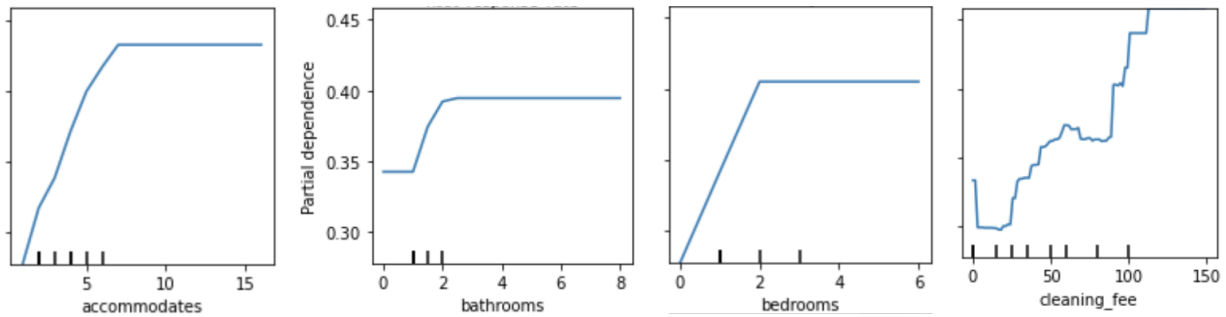 5 10 15
accommodates
Partial dependence
0.45
0.40
0.35
0.30
0 2 4 6 8
bathrooms
0 2 4 6
bedrooms
0 50 100 150
cleaning_fee